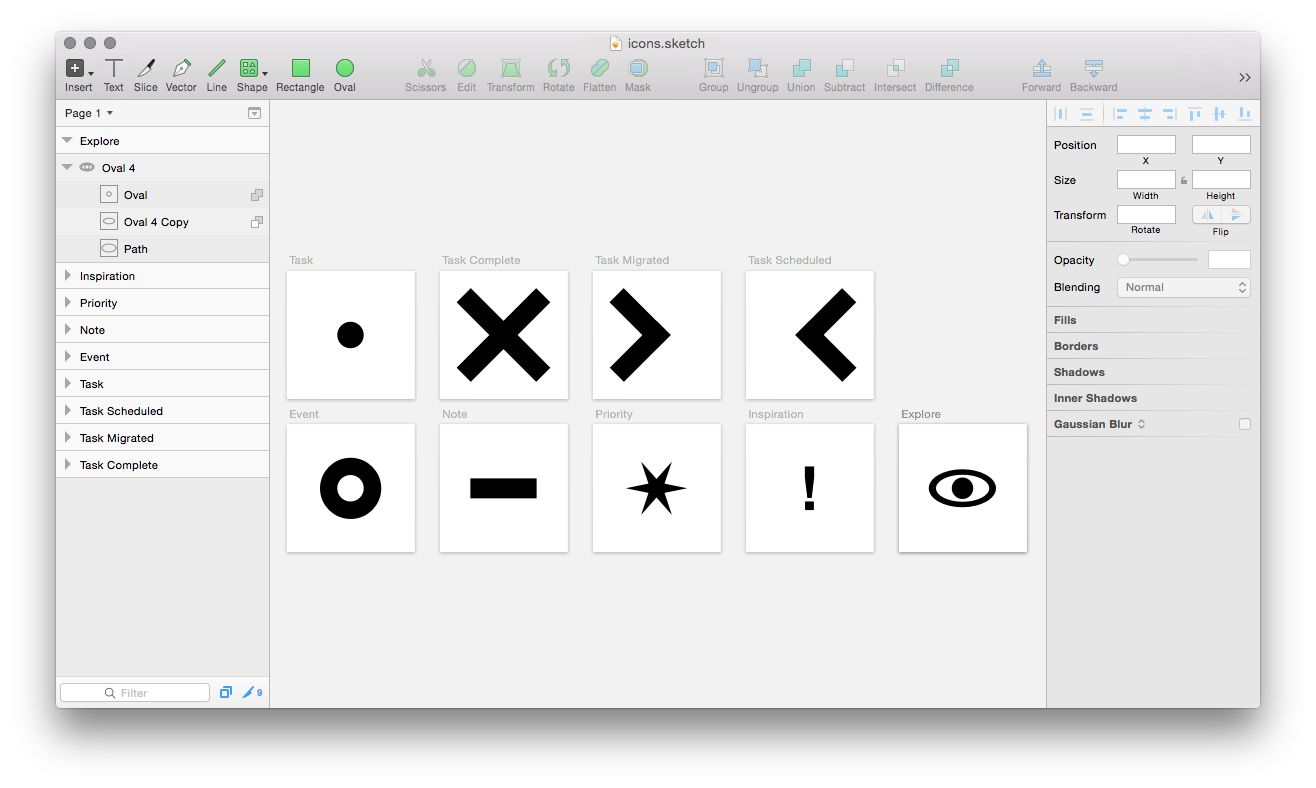 icons.sketch
Insert Text Slice Vector Line Shape Rectangle Oval Scissors Edit Transform Rotate Flatten Mask Group Ungroup Union Subtract Intersect Difference Forward Backward
Page 1
Explore
Oval 4
Oval
Oval 4 Copy
Path
Inspiration
Priority
Note
Event
Task
Task Scheduled
Task Migrated
Task Complete
Filter
9
Task Task Complete Task Migrated Task Scheduled
Event Note Priority Inspiration Explore
!
Position
X Y
Size
Width Height
Transform
Rotate Flip
Opacity
Blending Normal
Fills
Borders
Shadows
Inner Shadows
Gaussian Blur